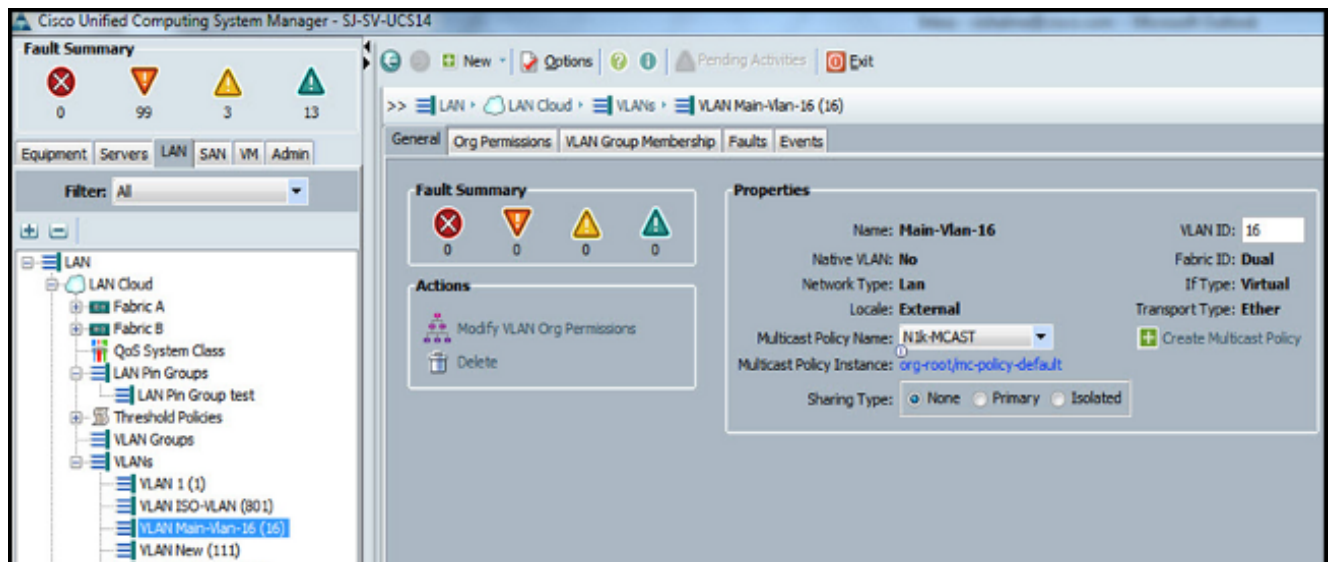 Cisco Unified Computing System Manager - SJ-SV-UCS14
Fault Summary
0 99 3 13
New Options Pending Activities Exit
>> LAN LAN Cloud VLANs VLAN Main-Vlan-16 (16)
Equipment Servers LAN SAN VM Admin
Filter: All
LAN
LAN Cloud
Fabric A
Fabric B
QoS System Class
LAN Pin Groups
LAN Pin Group test
Threshold Policies
VLAN Groups
VLANs
VLAN 1 (1)
VLAN ISO-VLAN (801)
VLAN Main-Vlan-16 (16)
VLAN New (111)
General Org Permissions VLAN Group Membership Faults Events
Fault Summary
0 0 0 0
Actions
Modify VLAN Org Permissions
Delete
Properties
Name: Main-Vlan-16 VLAN ID: 16
Native VLAN: No Fabric ID: Dual
Network Type: Lan If Type: Virtual
Locale: External Transport Type: Ether
Multicast Policy Name: N1k-MCAST Create Multicast Policy
Multicast Policy Instance: org-root/mc-policy-default
Sharing Type: None Primary Isolated